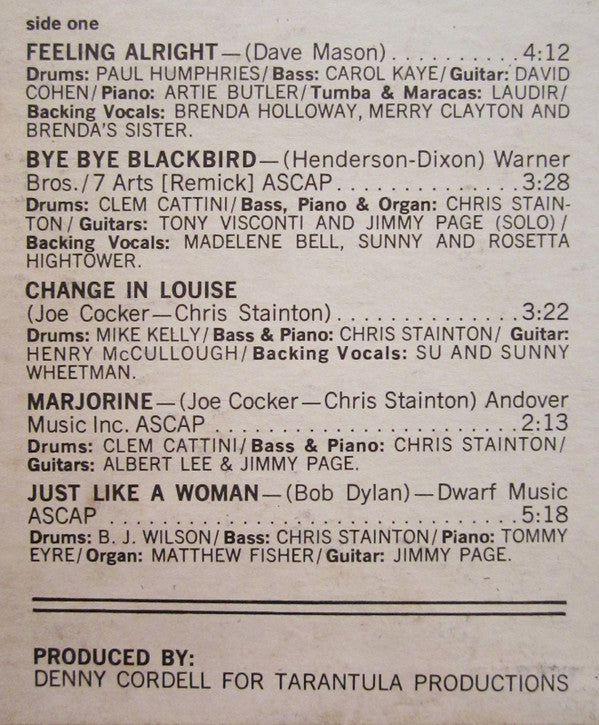 side one
FEELING ALRIGHT—(Dave Mason) . . . . . . . . . . 4:12
Drums: PAUL HUMPHRIES/Bass: CAROL KAYE/Guitar: DAVID
COHEN/Piano: ARTIE BUTLER/Tumba & Maracas: LAUDIR/
Backing Vocals: BRENDA HOLLOWAY, MERRY CLAYTON AND
BRENDA'S SISTER.
BYE BYE BLACKBIRD—(Henderson-Dixon) Warner
Bros./7 Arts [Remick] ASCAP . . . . . . . . . . . . . . 3:28
Drums: CLEM CATTINI/Bass, Piano & Organ: CHRIS STAIN-
TON/Guitars: TONY VISCONTI AND JIMMY PAGE (SOLO)/
Backing Vocals: MADELENE BELL, SUNNY AND ROSETTA
HIGHTOWER.
CHANGE IN LOUISE
(Joe Cocker—Chris Stainton) . . . . . . . . . . . . . . 3:22
Drums: MIKE KELLY/Bass & Piano: CHRIS STAINTON/ Guitar:
HENRY McCULLOUGH/Backing Vocals: SU AND SUNNY
WHEETMAN.
MARJORINE—(Joe Cocker—Chris Stainton) Andover
Music Inc. ASCAP . . . . . . . . . . . . . . . . . . . . . . . 2:13
Drums: CLEM CATTINI/Bass & Piano: CHRIS STAINTON/
Guitars: ALBERT LEE & JIMMY PAGE.
JUST LIKE A WOMAN—(Bob Dylan)—Dwarf Music
ASCAP . . . . . . . . . . . . . . . . . . . . . . . . . . . . . . . 5:18
Drums: B. J. WILSON/Bass: CHRIS STAINTON/Piano: TOMMY
EYRE/Organ: MATTHEW FISHER/Guitar: JIMMY PAGE.
PRODUCED BY:
DENNY CORDELL FOR TARANTULA PRODUCTIONS